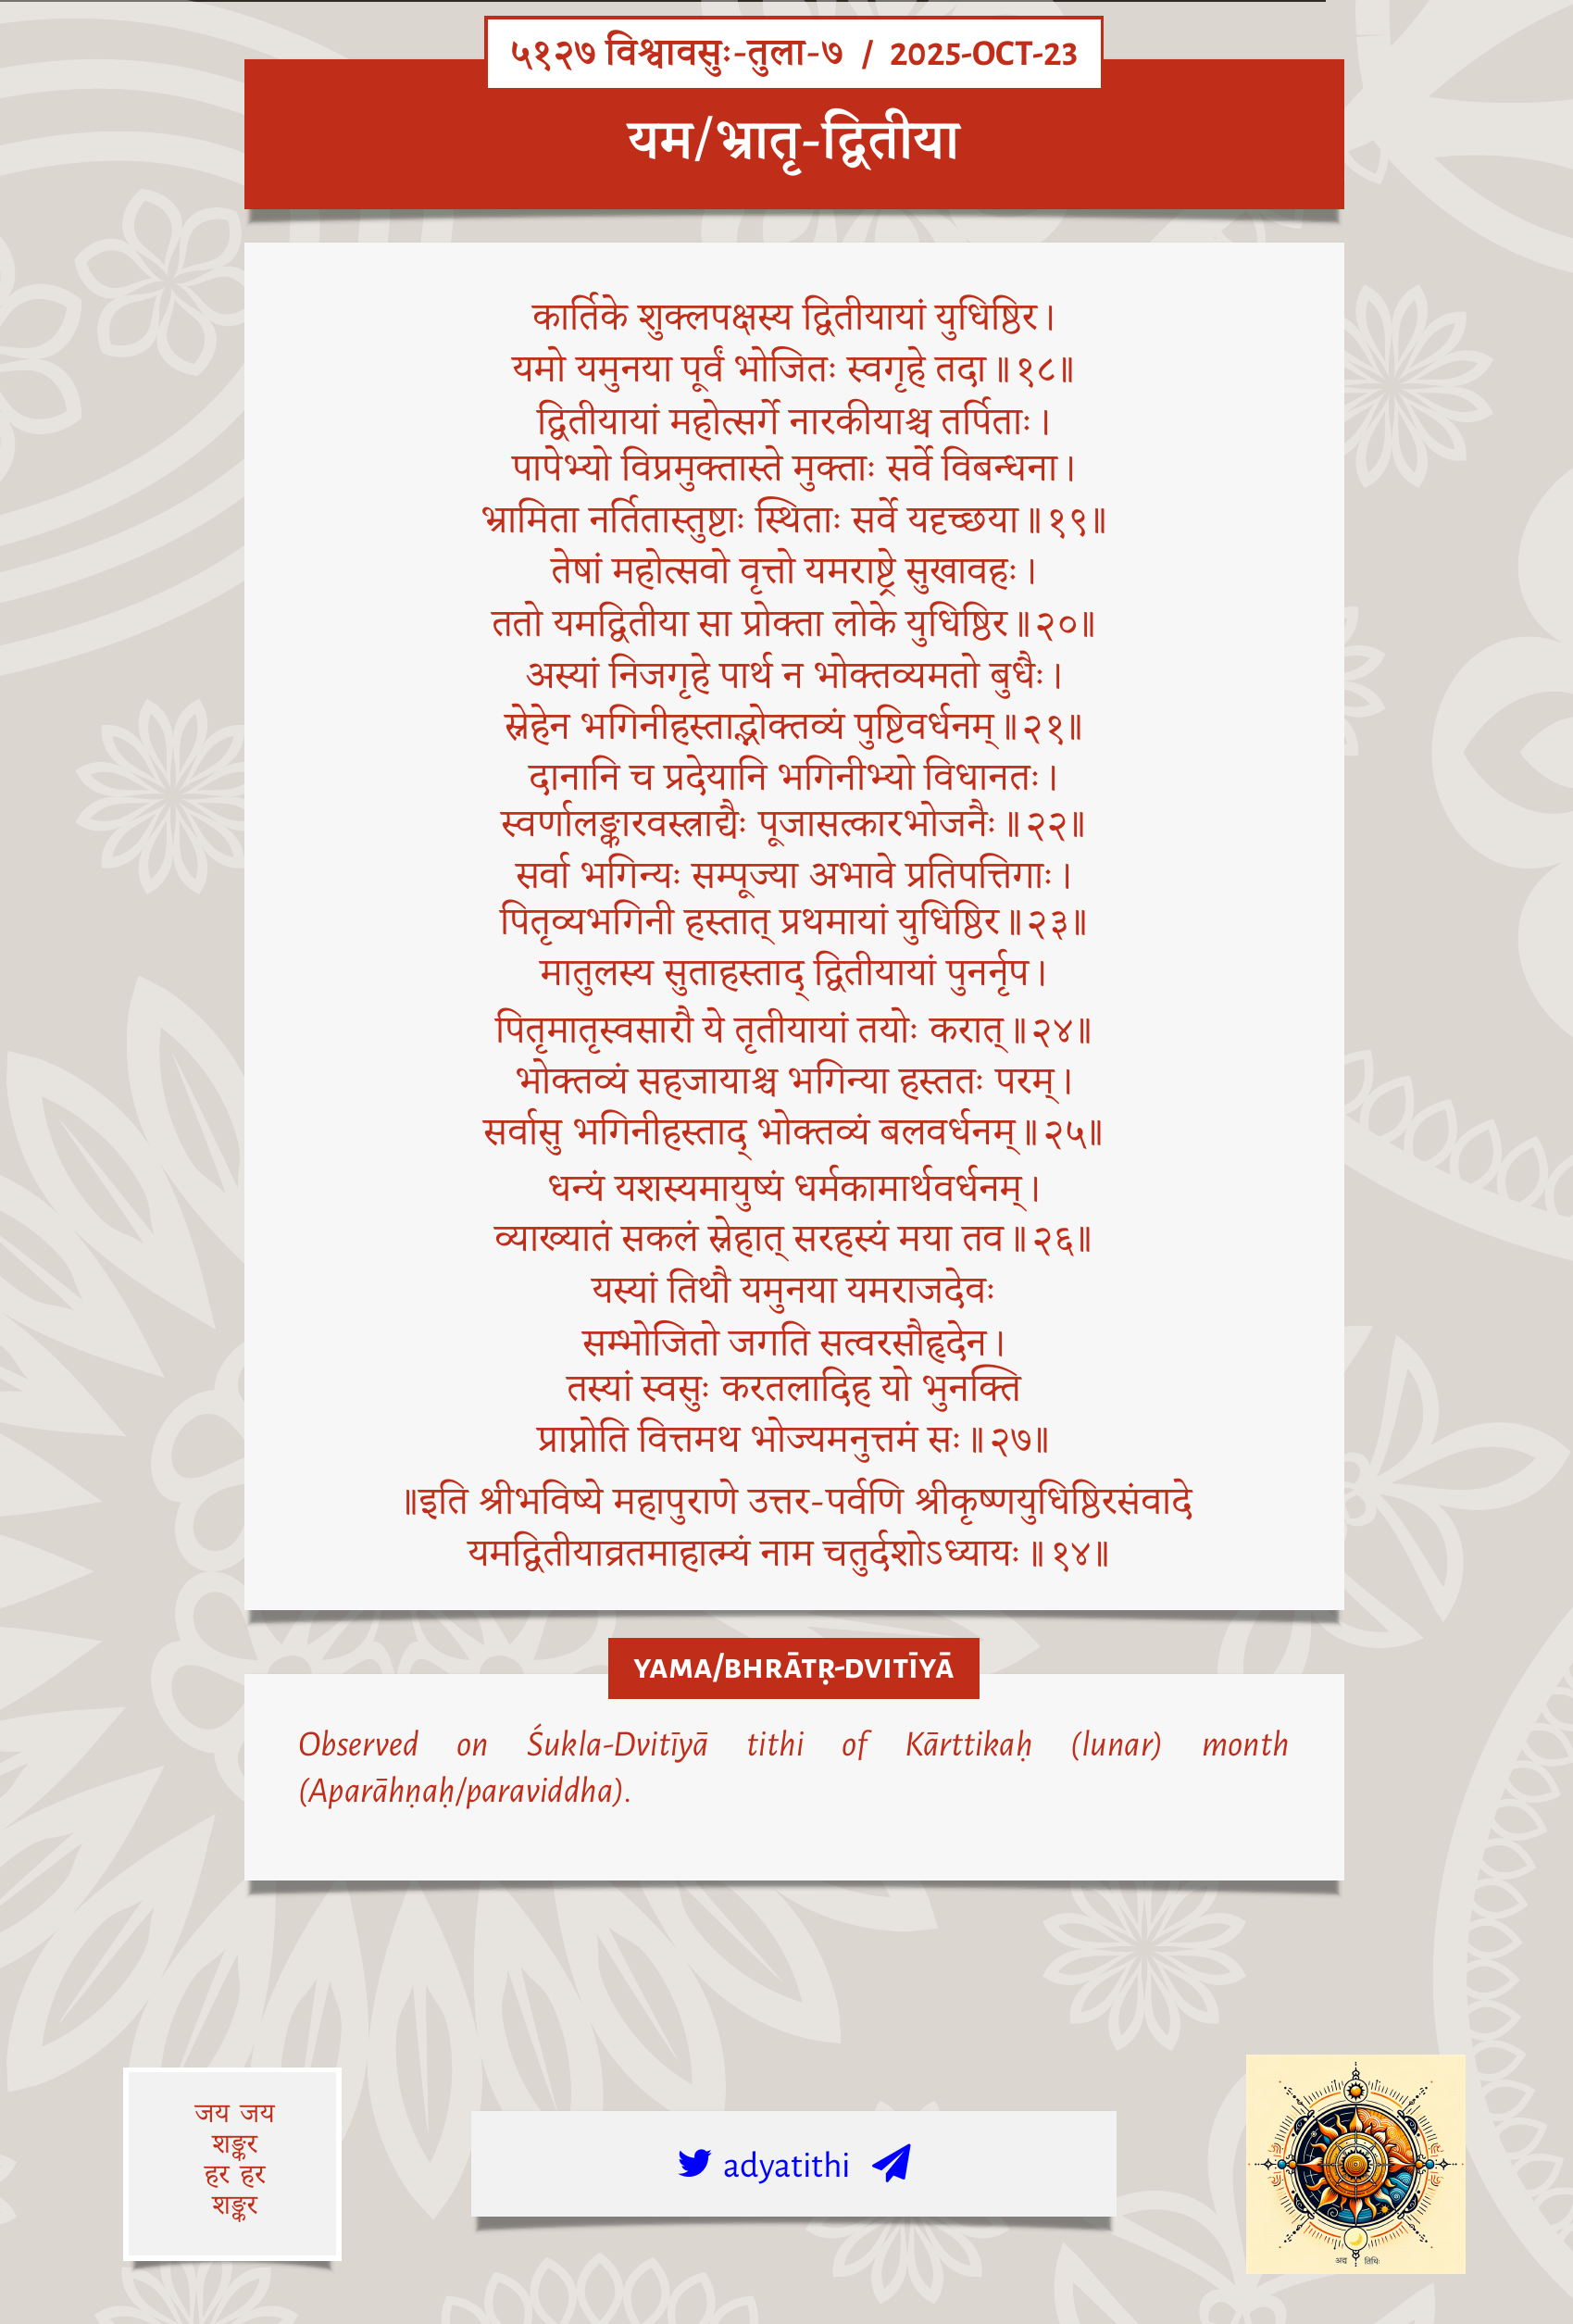 ५१२७ विश्वावसुः-तुला-७ / 2025-OCT-23
यम/भ्रातृ-द्वितीया
कार्तिके शुक्लपक्षस्य द्वितीयायां युधिष्ठिर।
यमो यमुनया पूर्वं भोजितः स्वगृहे तदा॥१८॥
द्वितीयायां महोत्सर्गे नारकीयाश्च तर्पिताः।
पापेभ्यो विप्रमुक्तास्ते मुक्ताः सर्वे विबन्धना।
भ्रामिता नर्तितास्तुष्टाः स्थिताः सर्वे यदृच्छया॥१९॥
तेषां महोत्सवो वृत्तो यमराष्ट्रे सुखावहः।
ततो यमद्वितीया सा प्रोक्ता लोके युधिष्ठिर॥२०॥
अस्यां निजगृहे पार्थ न भोक्तव्यमतो बुधैः।
स्नेहेन भगिनीहस्ताद्भोक्तव्यं पुष्टिवर्धनम्॥२१॥
दानानि च प्रदेयानि भगिनीभ्यो विधानतः।
स्वर्णालङ्कारवस्त्राद्यैः पूजासत्कारभोजनैः॥२२॥
सर्वा भगिन्यः सम्पूज्या अभावे प्रतिपत्तिगाः।
पितृव्यभगिनी हस्तात् प्रथमायां युधिष्ठिर॥२३॥
मातुलस्य सुताहस्ताद् द्वितीयायां पुनर्नृप।
पितृमातृस्वसारौ ये तृतीयायां तयोः करात्॥२४॥
भोक्तव्यं सहजायाश्च भगिन्या हस्ततः परम्।
सर्वासु भगिनीहस्ताद् भोक्तव्यं बलवर्धनम्॥२५॥
धन्यं यशस्यमायुष्यं धर्मकामार्थवर्धनम्।
व्याख्यातं सकलं स्नेहात् सरहस्यं मया तव॥२६॥
यस्यां तिथौ यमुनया यमराजदेवः
सम्भोजितो जगति सत्वरसौहृदेन।
तस्यां स्वसुः करतलादिह यो भुनक्ति
प्राप्नोति वित्तमथ भोज्यमनुत्तमं सः॥२७॥
॥इति श्रीभविष्ये महापुराणे उत्तर-पर्वणि श्रीकृष्णयुधिष्ठिरसंवादे
यमद्वितीयाव्रतमाहात्म्यं नाम चतुर्दशोऽध्यायः॥१४॥
YAMA/BHRĀTṚ-DVITĪYĀ
Observed on Śukla-Dvitīyā tithi of Kārttikaḥ (lunar) month
(Aparāhṇaḥ/paraviddha).
जय जय
शङ्कर
हर हर
शङ्कर
adyatithi
अद्य तिथिः